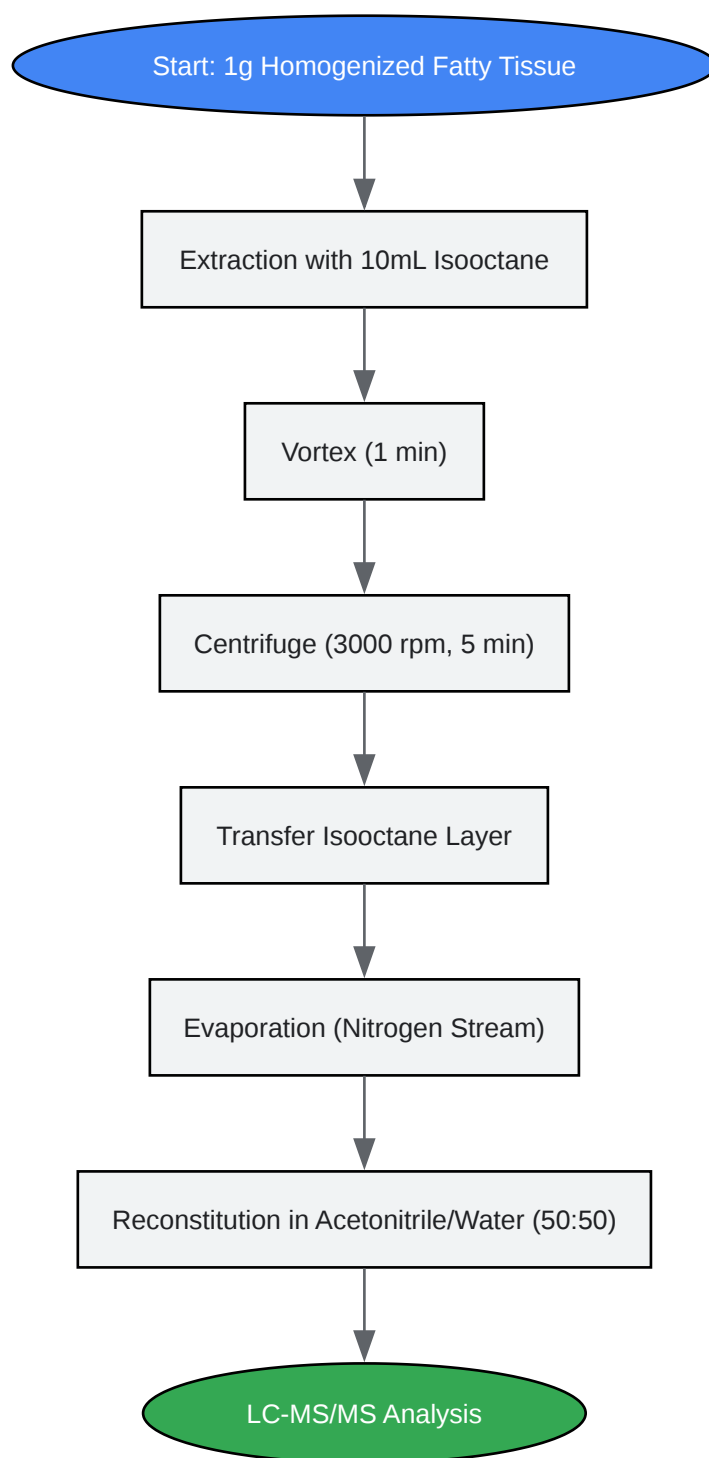 Start: 1g Homogenized Fatty Tissue
Extraction with 10mL Isooctane
Vortex (1 min)
Centrifuge (3000 rpm, 5 min)
Transfer Isooctane Layer
Evaporation (Nitrogen Stream)
Reconstitution in Acetonitrile/Water (50:50)
LC-MS/MS Analysis